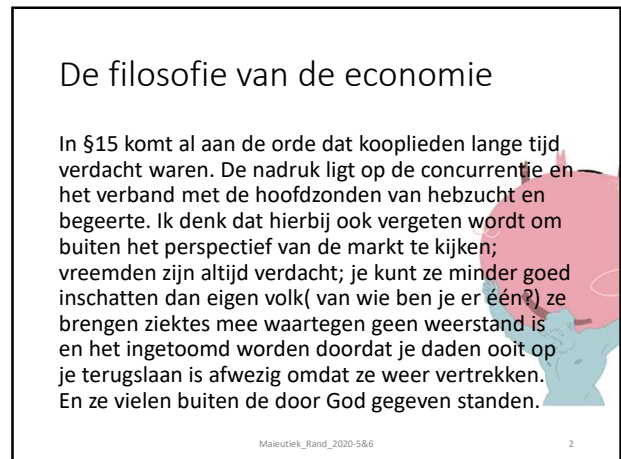 De filosofie van de economie
In §15 komt al aan de orde dat kooplieden lange tijd
verdacht waren. De nadruk ligt op de concurrentie en
het verband met de hoofdzonden van hebzucht en
begeerte. Ik denk dat hierbij ook vergeten wordt om
buiten het perspectief van de markt te kijken;
vreemden zijn altijd verdacht; je kunt ze minder goed
inschatten dan eigen volk( van wie ben je er één?) ze
brengen ziektes mee waartegen geen weerstand is
en het ingetoomd worden doordat je daden ooit op
je terugslaan is afwezig omdat ze weer vertrekken.
En ze vielen buiten de door God gegeven standen.
Maieutiek_Rand_2020-5&6 2